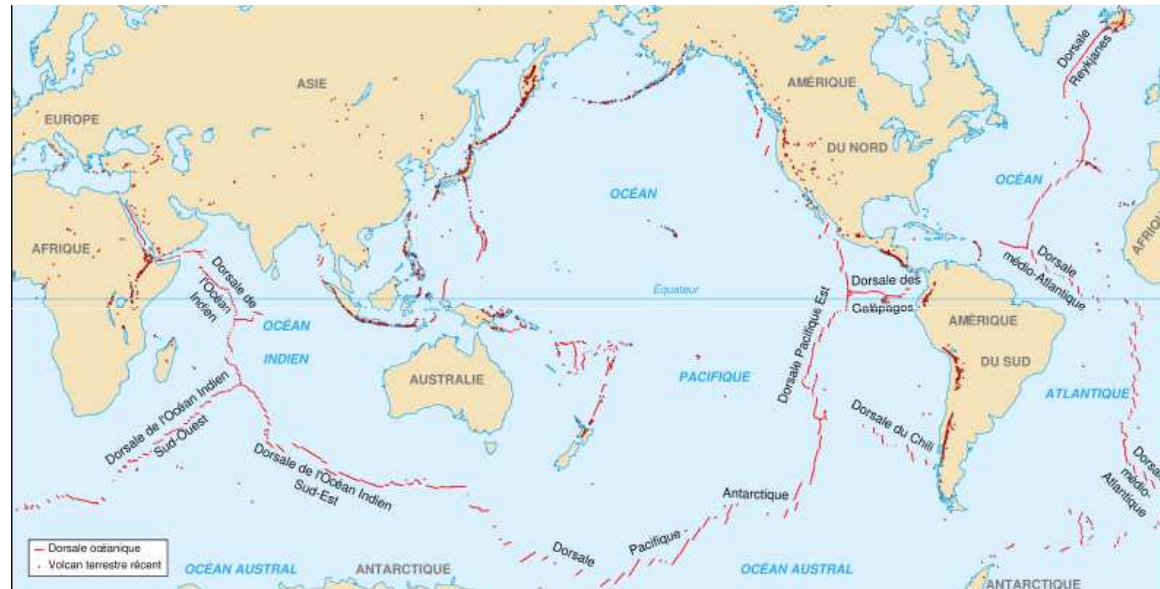 Dorsale
Reykjanes
ASIE
AMÉRIQUE
EUROPE
DU NORD
OCÉAN
OCÉAN
AFRIQUE
AFRIQUE
Dorsale de
l'Océan
Indien
Dorsale
médio-Atlantique
Dorsale des
Galápagos
Équateur
OCÉAN
INDIEN
Dorsale Pacifique Est
AMÉRIQUE
DU SUD
AUSTRALIE
PACIFIQUE
ATLANTIQUE
Dorsale de l'Océan Indien
Sud-Ouest
Dorsale du Chili
Dorsale de l'Océan Indien
Sud-Est
Dorsale
médio-
Atlantique
Antarctique
Pacifique
Dorsale
Dorsale océanique
Volcan terrestre récent
OCÉAN AUSTRAL
ANTARCTIQUE
OCÉAN AUSTRAL
ANTARCTIQUE